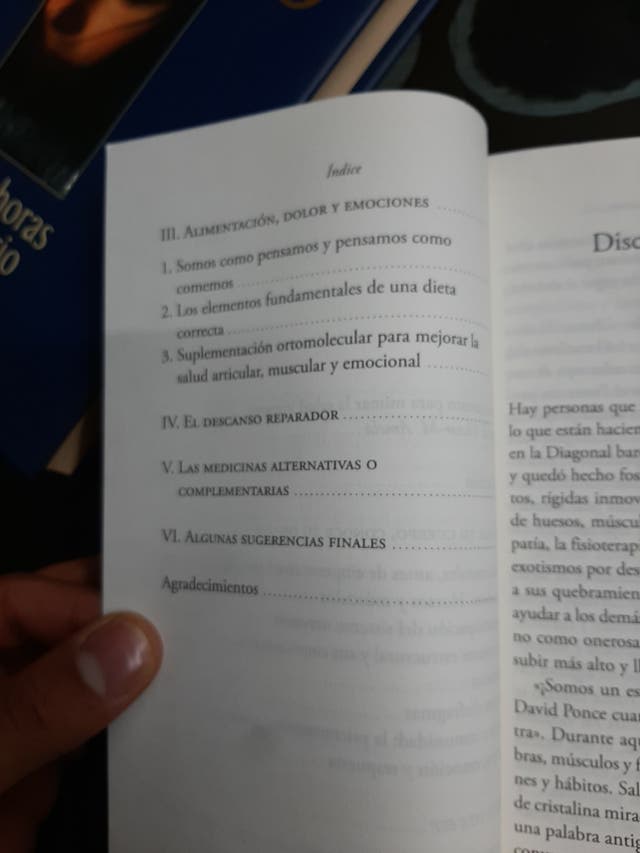 horas
io
Índice
III. Alimentación, dolor y emociones ........
1. Somos como pensamos y pensamos como
comemos ........
2. Los elementos fundamentales de una dieta
correcta ........
3. Suplementación ortomolecular para mejorar la
salud articular, muscular y emocional ........
IV. El descanso reparador ........
V. Las medicinas alternativas o
complementarias ........
VI. Algunas sugerencias finales ........
Agradecimientos ........
Disc
Hay personas que
lo que están hacien
en la Diagonal bar
y quedó hecho fos
tos, rígidas inmov
de huesos, múscul
patía, la fisioterap
exotismos por des
a sus quebramien
ayudar a los demá
no como onerosa
subir más alto y ll
«¡Somos un es
David Ponce cuan
tra». Durante aqu
bras, músculos y f
nes y hábitos. Sal
de cristalina mira
una palabra antig